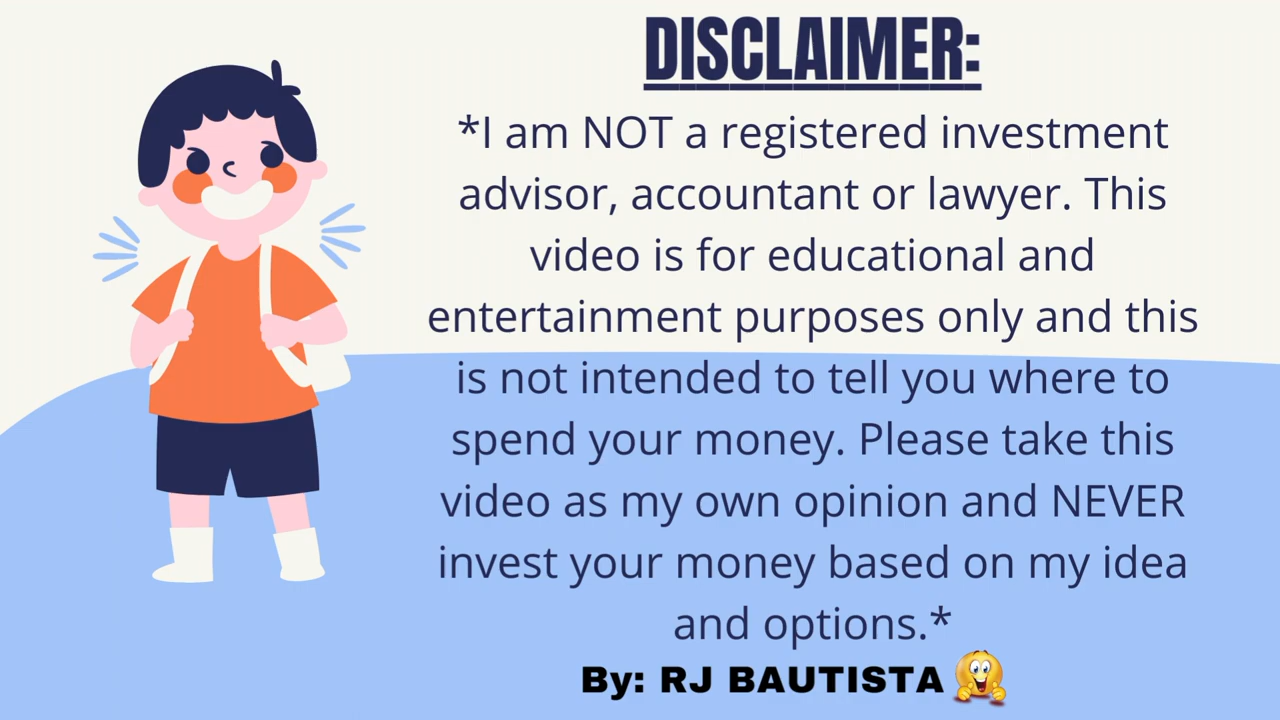 DISCLAIMER:
*I am NOT a registered investment
advisor, accountant or lawyer. This
video is for educational and
entertainment purposes only and this
is not intended to tell you where to
spend your money. Please take this
video as my own opinion and NEVER
invest your money based on my idea
and options.*
By: RJ BAUTISTA